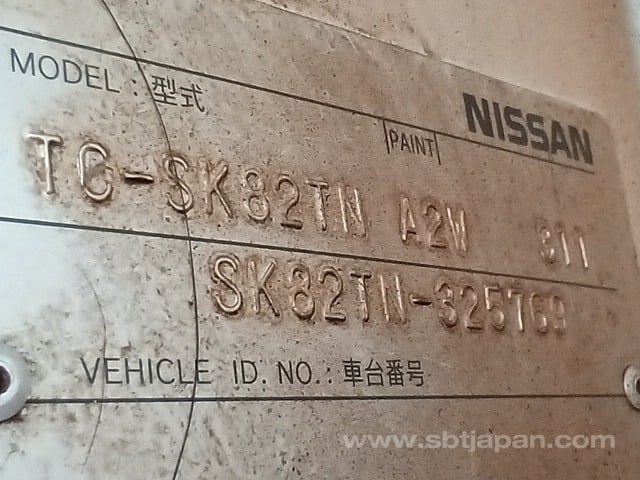 MODEL : 型式
NISSAN
PAINT
TC-SK82TN A2W 311
SK82TN-325769
VEHICLE ID. NO. : 車台番号
www.sbtjapan.com